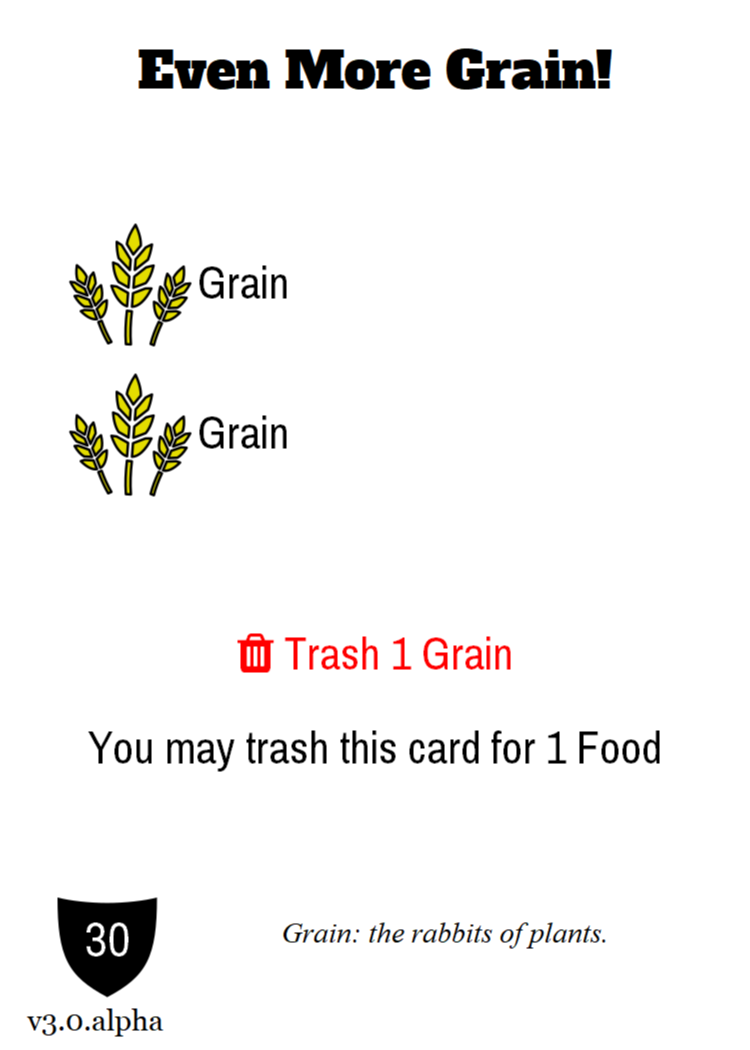 Even More Grain!
Grain
Grain
Trash 1 Grain
You may trash this card for 1 Food
30
Grain: the rabbits of plants.
v3.0.alpha